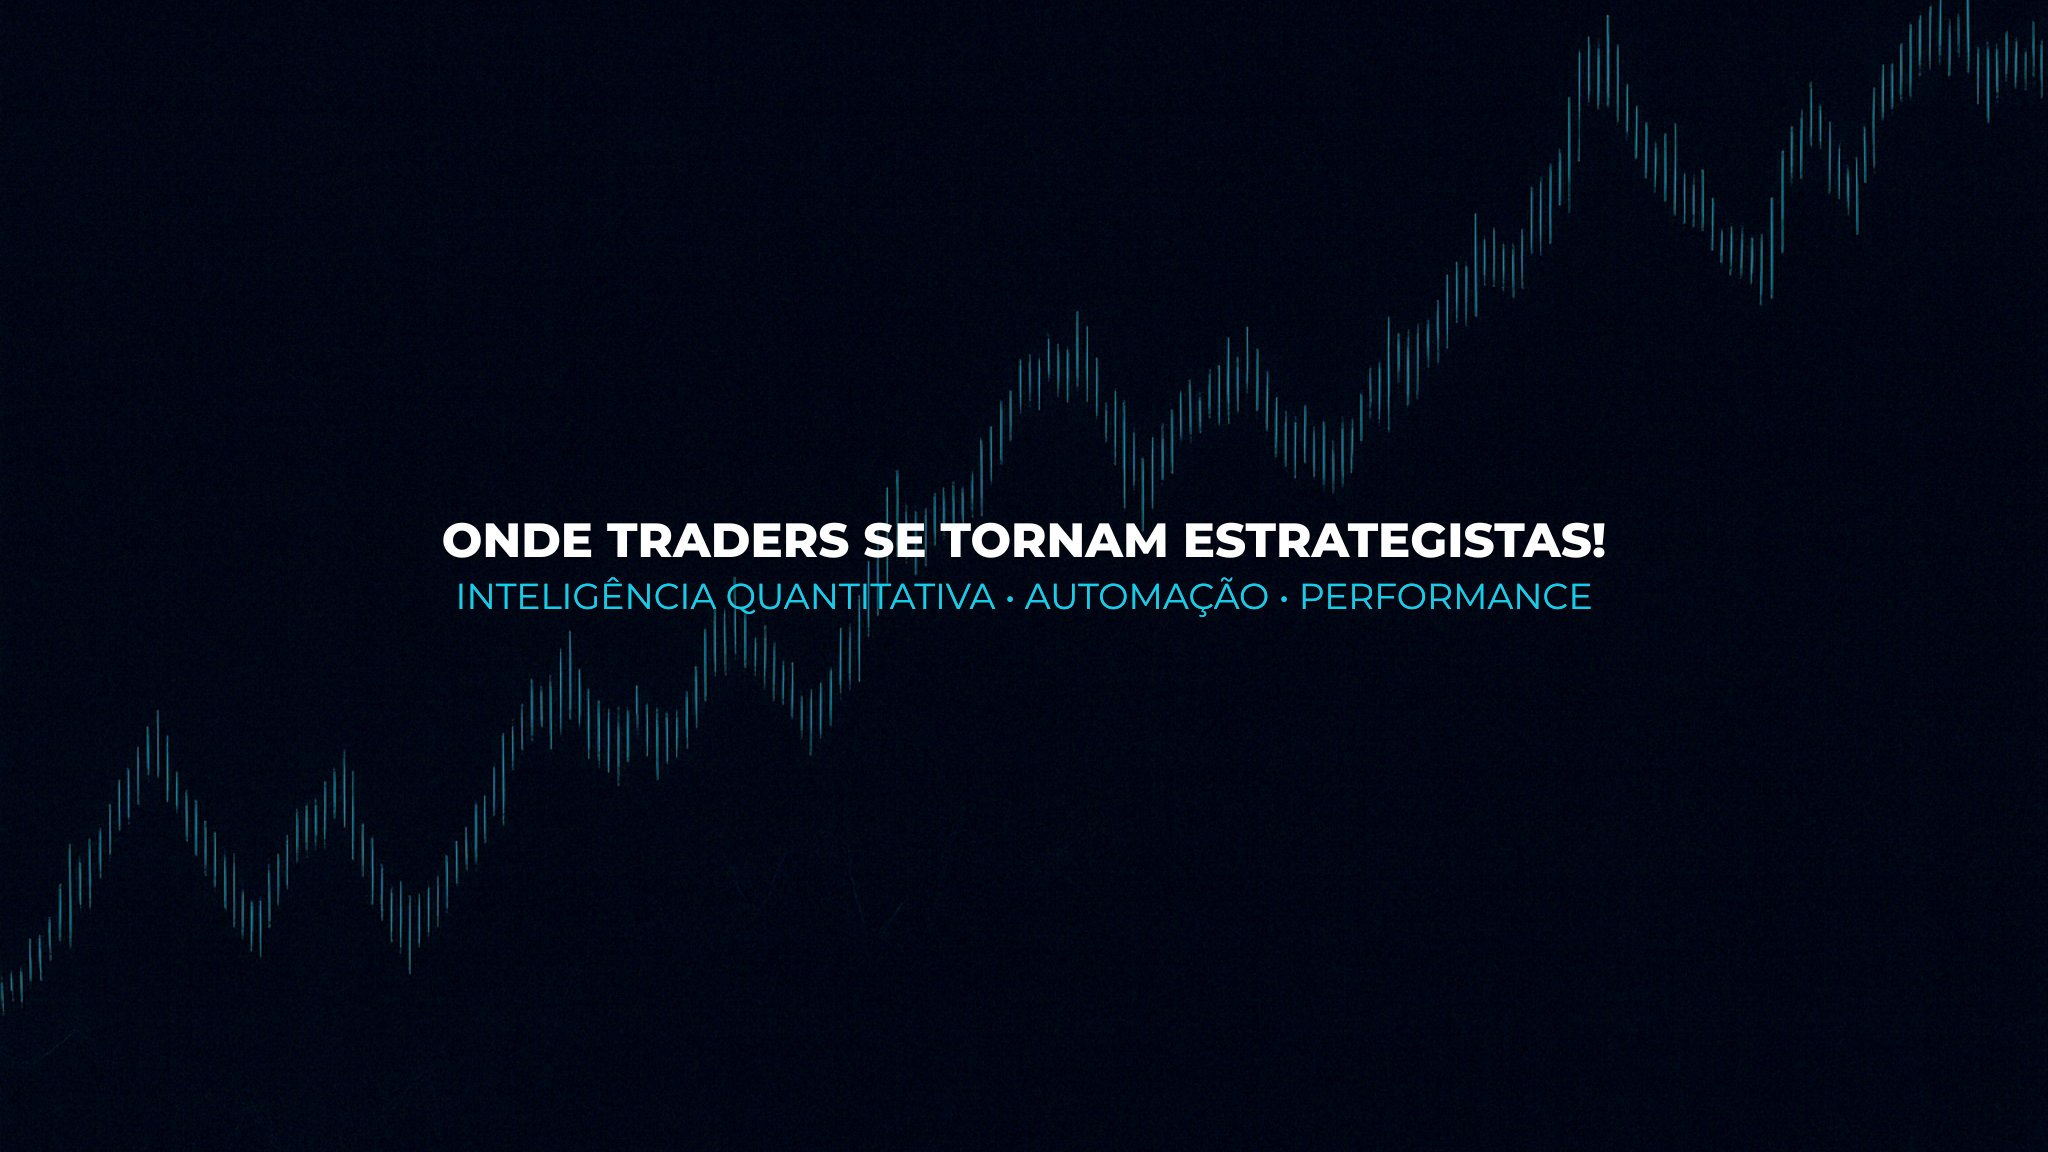 ONDE TRADERS SE TORNAM ESTRATEGISTAS!
INTELIGÊNCIA QUANTITATIVA • AUTOMAÇÃO • PERFORMANCE